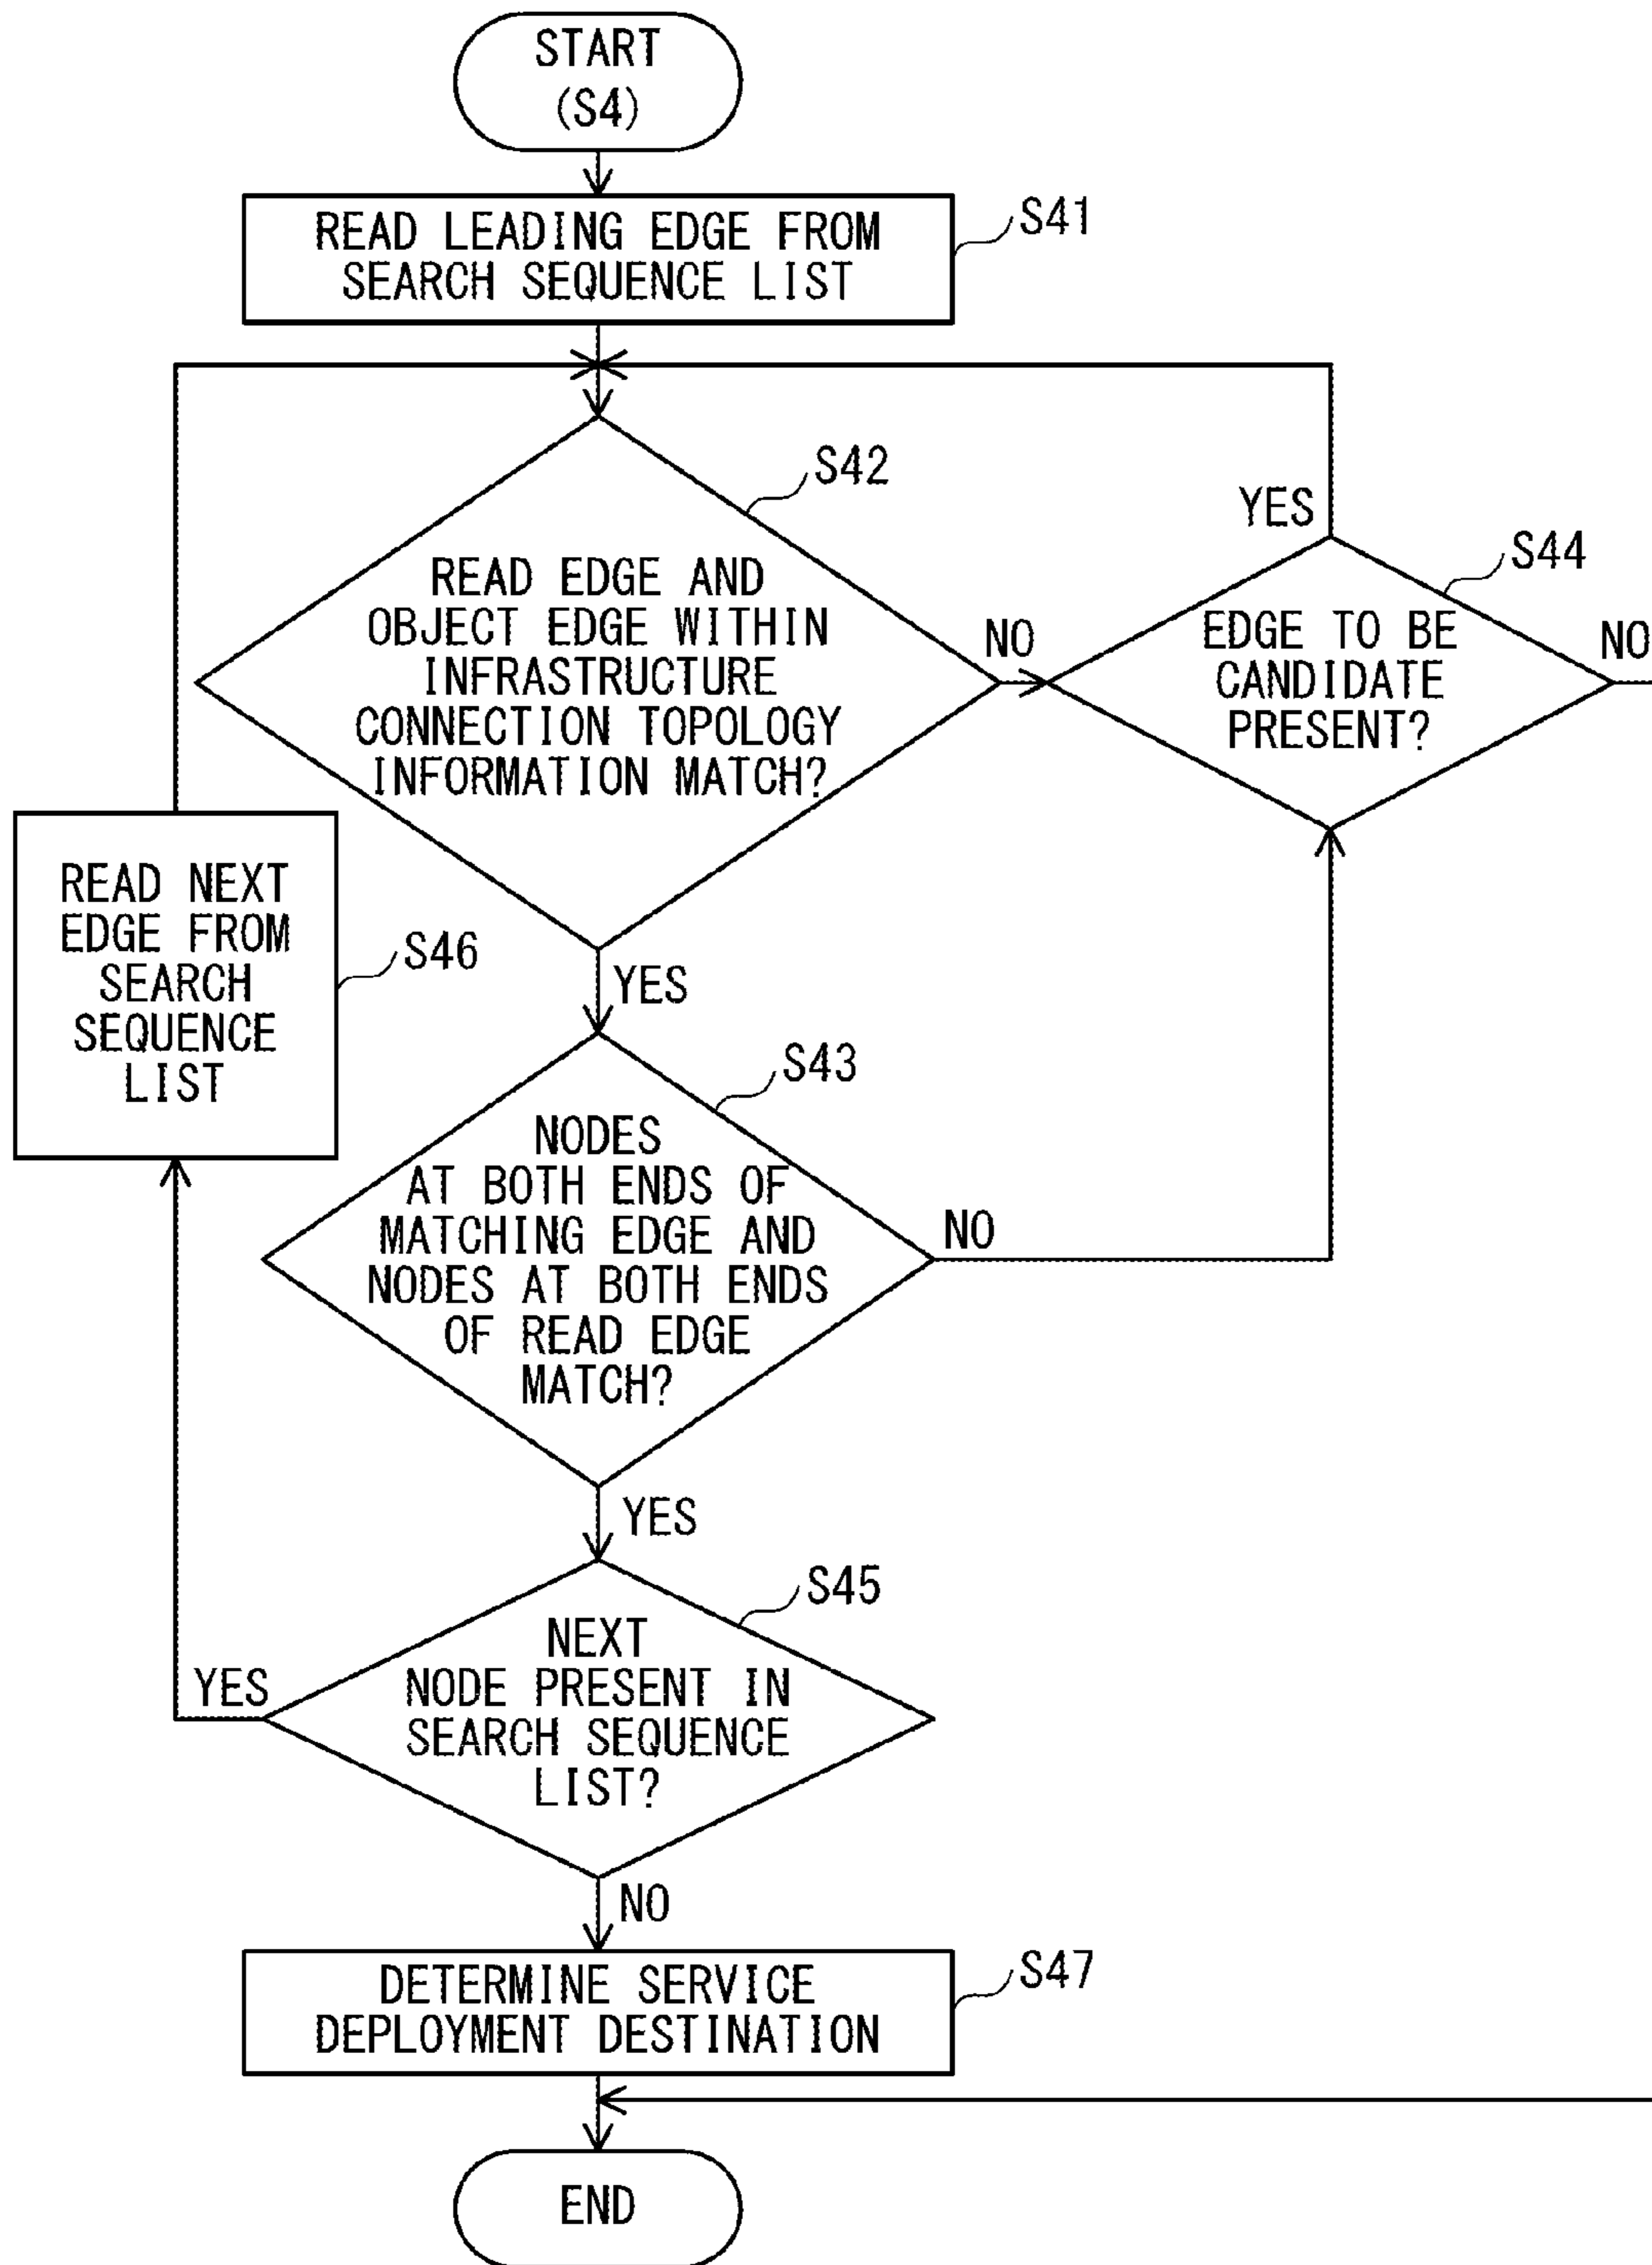 START
(S4)
READ LEADING EDGE FROM
SEARCH SEQUENCE LIST
S41
S42
READ EDGE AND
OBJECT EDGE WITHIN
INFRASTRUCTURE
CONNECTION TOPOLOGY
INFORMATION MATCH?
NO
YES
S44
EDGE TO BE
CANDIDATE
PRESENT?
NO
READ NEXT
EDGE FROM
SEARCH
SEQUENCE
LIST
S46
YES
S43
NODES
AT BOTH ENDS OF
MATCHING EDGE AND
NODES AT BOTH ENDS
OF READ EDGE
MATCH?
NO
YES
S45
NEXT
NODE PRESENT IN
SEARCH SEQUENCE
LIST?
YES
NO
DETERMINE SERVICE
DEPLOYMENT DESTINATION
S47
END